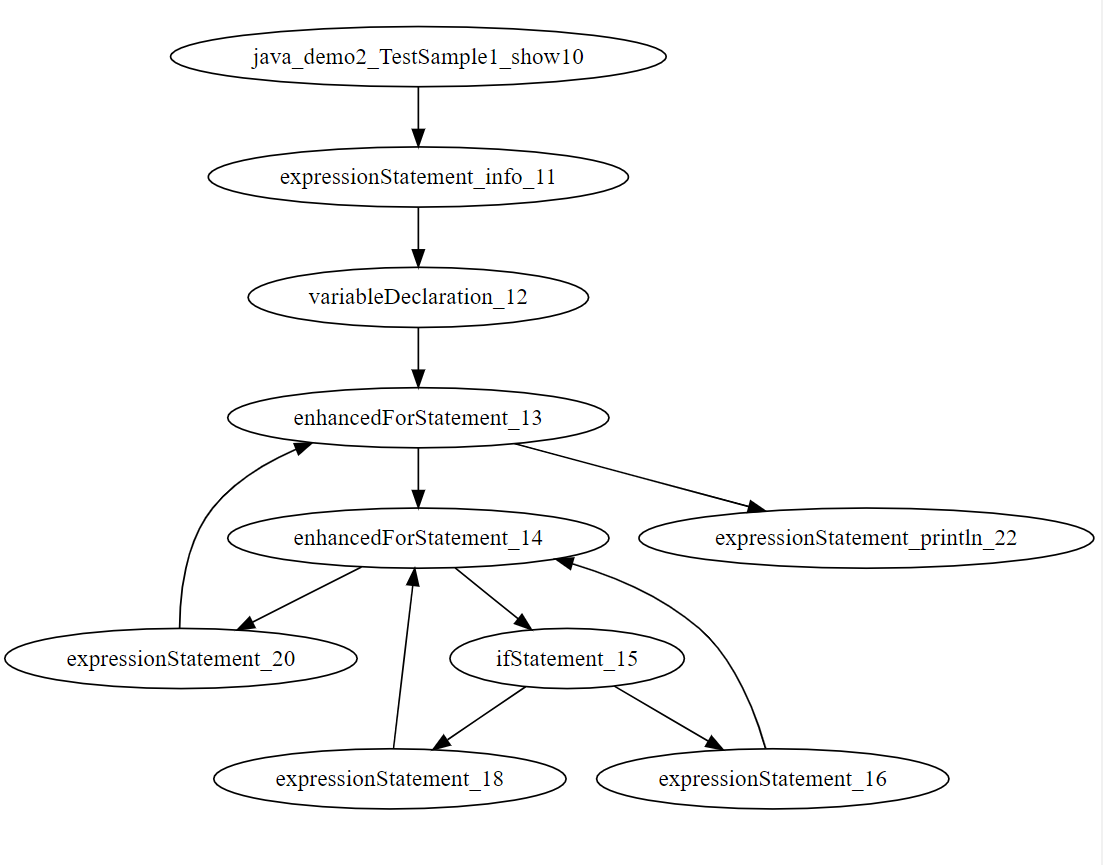 java_demo2_TestSample1_show10
expressionStatement_info_11
variableDeclaration_12
enhancedForStatement_13
enhancedForStatement_14
expressionStatement_println_22
expressionStatement_20
ifStatement_15
expressionStatement_18
expressionStatement_16